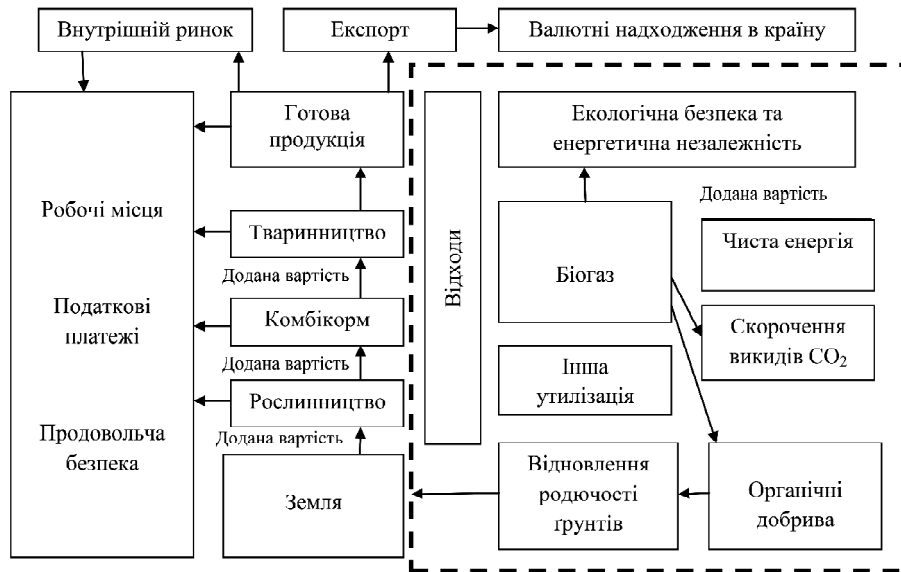 Внутрішній ринок
Експорт
Валютні надходження в країну
Готова
продукція
Відходи
Екологічна безпека та
енергетична незалежність
Робочі місця
Податкові
платежі
Продовольча
безпека
Тваринництво
Додана вартість
Комбікорм
Додана вартість
Рослинництво
Додана вартість
Земля
Біогаз
Додана вартість
Чиста енергія
Скорочення
викидів CO₂
Інша
утилізація
Відновлення
родючості
ґрунтів
Органічні
добрива